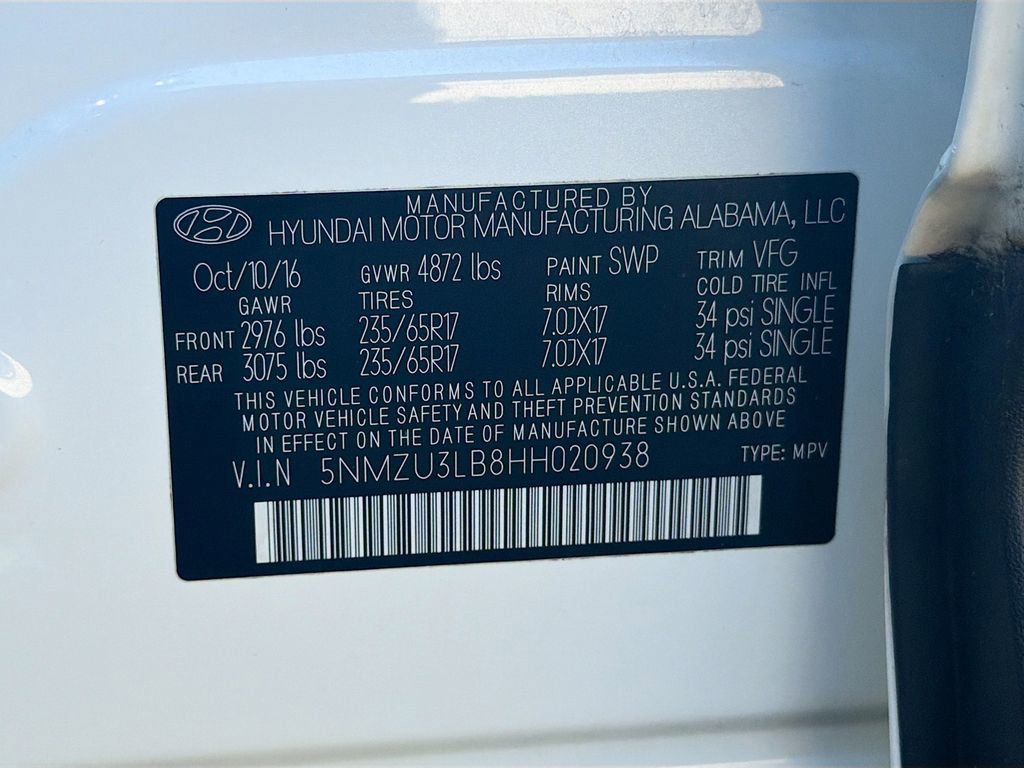 MANUFACTURED BY
HYUNDAI MOTOR MANUFACTURING ALABAMA, LLC
Oct/10/16 GVWR 4872 lbs PAINT SWP TRIM VFG
GAWR TIRES RIMS COLD TIRE INFL
FRONT 2976 lbs 235/65R17 7.0JX17 34 psi SINGLE
REAR 3075 lbs 235/65R17 7.0JX17 34 psi SINGLE
THIS VEHICLE CONFORMS TO ALL APPLICABLE U.S.A. FEDERAL
MOTOR VEHICLE SAFETY AND THEFT PREVENTION STANDARDS
IN EFFECT ON THE DATE OF MANUFACTURE SHOWN ABOVE
V.I.N 5NMZU3LB8HH020938 TYPE: MPV